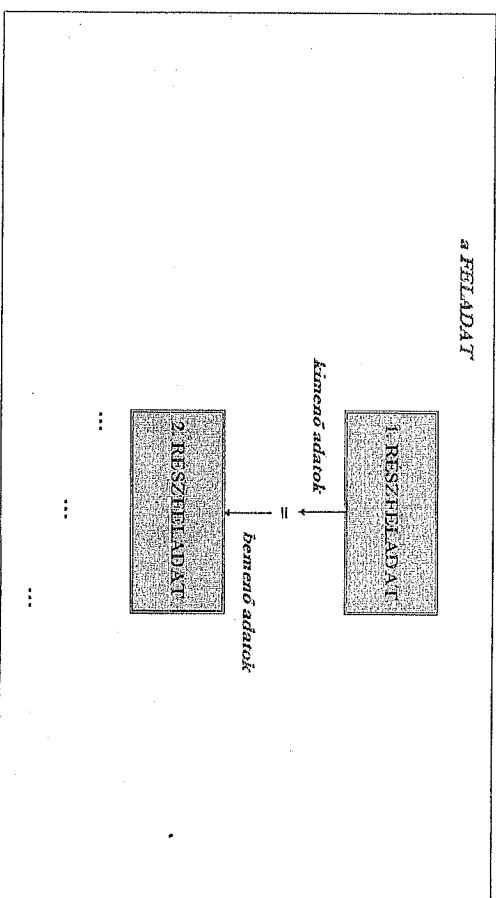 a FELADAT
1. RÉSZFELADAT
kimenő adatok
=
bemenő adatok
2. RÉSZFELADAT
...
...
...